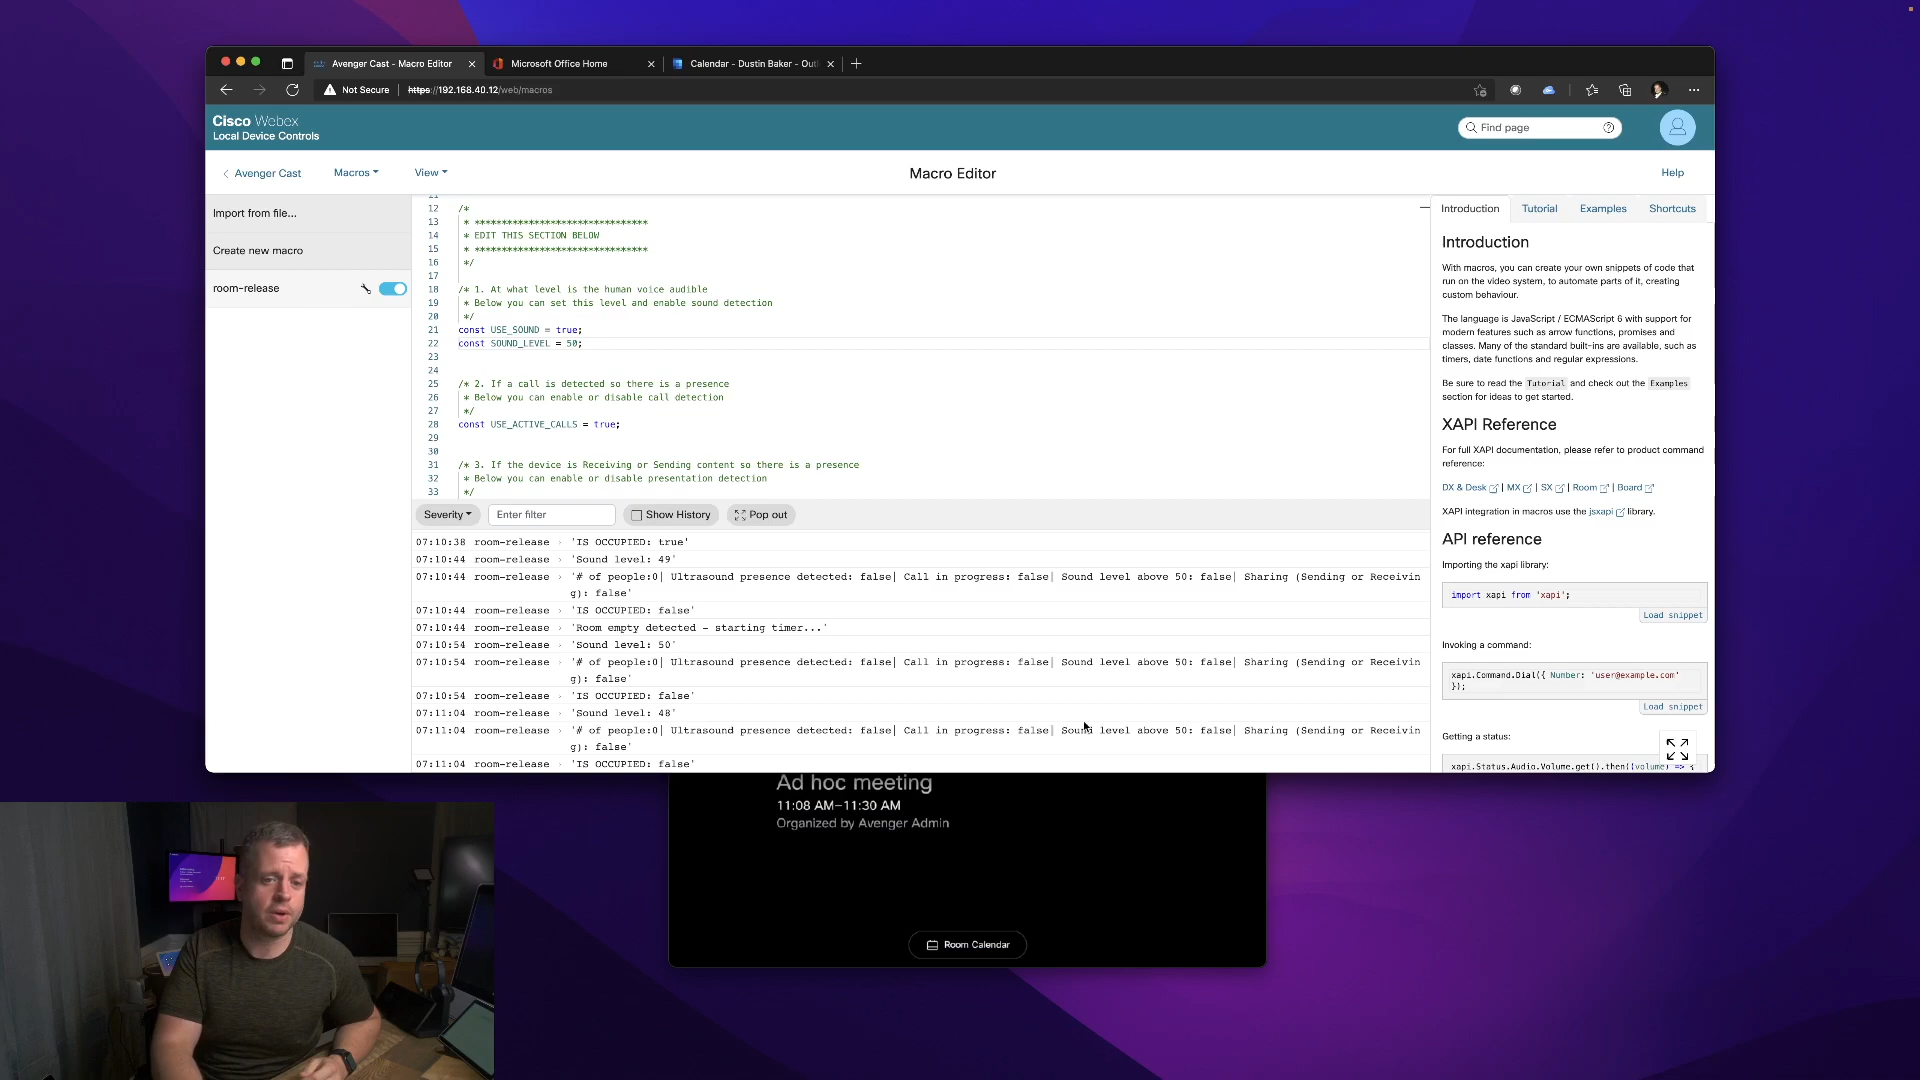 Avenger Cast - Macro Editor
Microsoft Office Home
Calendar - Dustin Baker - Out
Not Secure
https://192.168.40.12/web/macros
Cisco Webex
Local Device Controls
Find page
Avenger Cast
Macros
View
Macro Editor
Help
Import from file...
Create new macro
room-release
12 /*
13 * ********************************
14 * EDIT THIS SECTION BELOW
15 * ********************************
16 */
17
18 /* 1. At what level is the human voice audible
19 * Below you can set this level and enable sound detection
20 */
21 const USE_SOUND = true;
22 const SOUND_LEVEL = 50;
23
24
25 /* 2. If a call is detected so there is a presence
26 * Below you can enable or disable call detection
27 */
28 const USE_ACTIVE_CALLS = true;
29
30
31 /* 3. If the device is Receiving or Sending content so there is a presence
32 * Below you can enable or disable presentation detection
33 */
Severity
Enter filter
Show History
Pop out
07:10:38 room-release › 'IS OCCUPIED: true'
07:10:44 room-release › 'Sound level: 49'
07:10:44 room-release › '# of people:0| Ultrasound presence detected: false| Call in progress: false| Sound level above 50: false| Sharing (Sending or Receivin
g): false'
07:10:44 room-release › 'IS OCCUPIED: false'
07:10:44 room-release › 'Room empty detected - starting timer...'
07:10:54 room-release › 'Sound level: 50'
07:10:54 room-release › '# of people:0| Ultrasound presence detected: false| Call in progress: false| Sound level above 50: false| Sharing (Sending or Receivin
g): false'
07:10:54 room-release › 'IS OCCUPIED: false'
07:11:04 room-release › 'Sound level: 48'
07:11:04 room-release › '# of people:0| Ultrasound presence detected: false| Call in progress: false| Sound level above 50: false| Sharing (Sending or Receivin
g): false'
07:11:04 room-release › 'IS OCCUPIED: false'
Introduction
Tutorial
Examples
Shortcuts
Introduction
With macros, you can create your own snippets of code that
run on the video system, to automate parts of it, creating
custom behaviour.
The language is JavaScript / ECMAScript 6 with support for
modern features such as arrow functions, promises and
classes. Many of the standard built-ins are available, such as
timers, date functions and regular expressions.
Be sure to read the Tutorial and check out the Examples
section for ideas to get started.
XAPI Reference
For full XAPI documentation, please refer to product command
reference:
DX & Desk | MX | SX | Room | Board
XAPI integration in macros use the jsxapi library.
API reference
Importing the xapi library:
import xapi from 'xapi';
Load snippet
Invoking a command:
xapi.Command.Dial({ Number: 'user@example.com'
});
Load snippet
Getting a status:
xapi.Status.Audio.Volume.get().then((volume) => {
Ad hoc meeting
11:08 AM–11:30 AM
Organized by Avenger Admin
Room Calendar